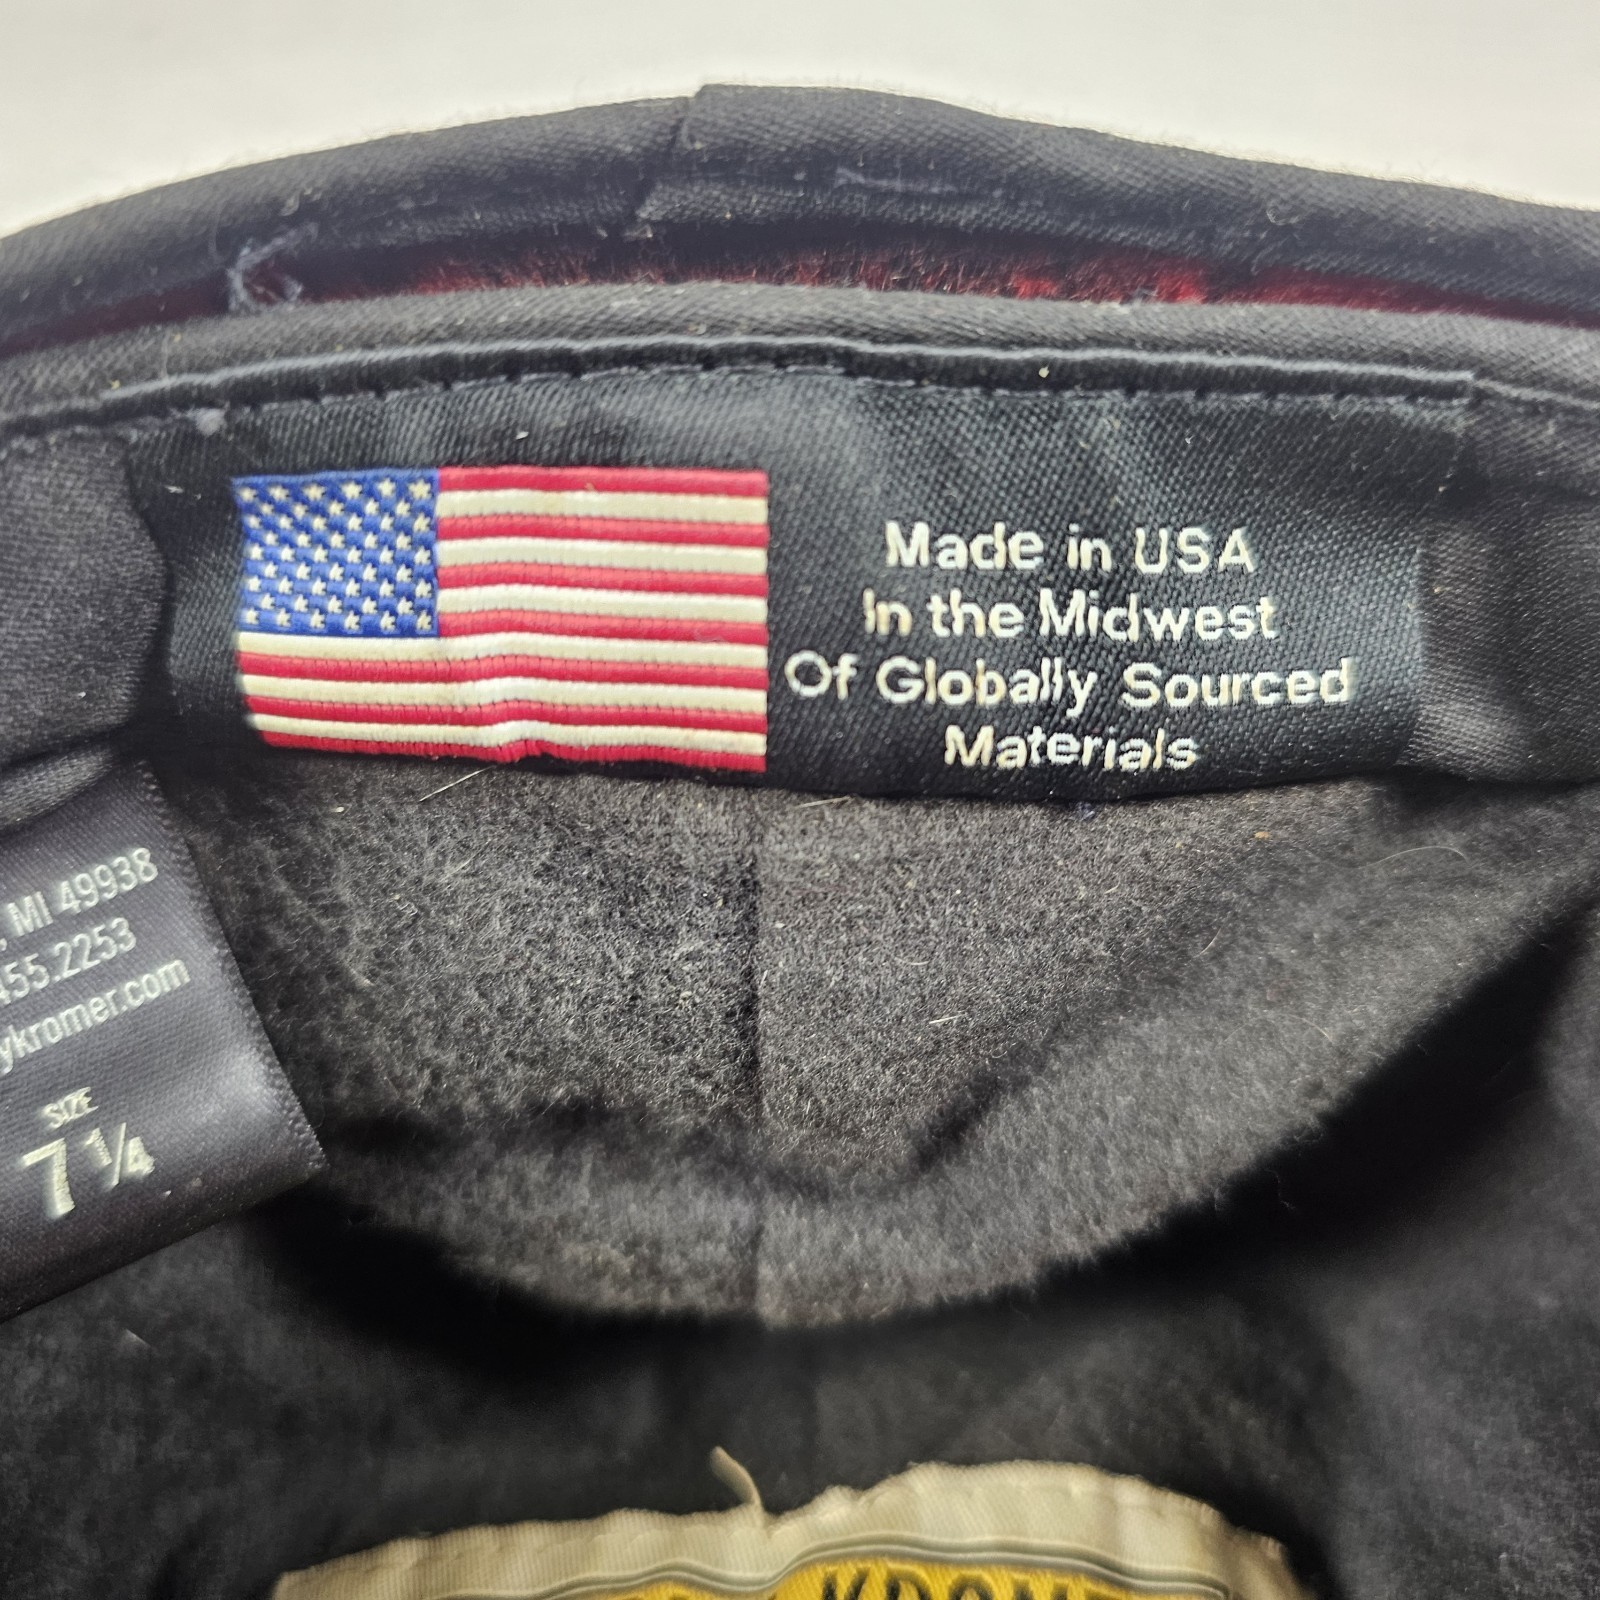 Made in USA
In the Midwest
Of Globally Sourced
Materials
, MI 49938
455.2253
ykromer.com
SIZE
7 1/4